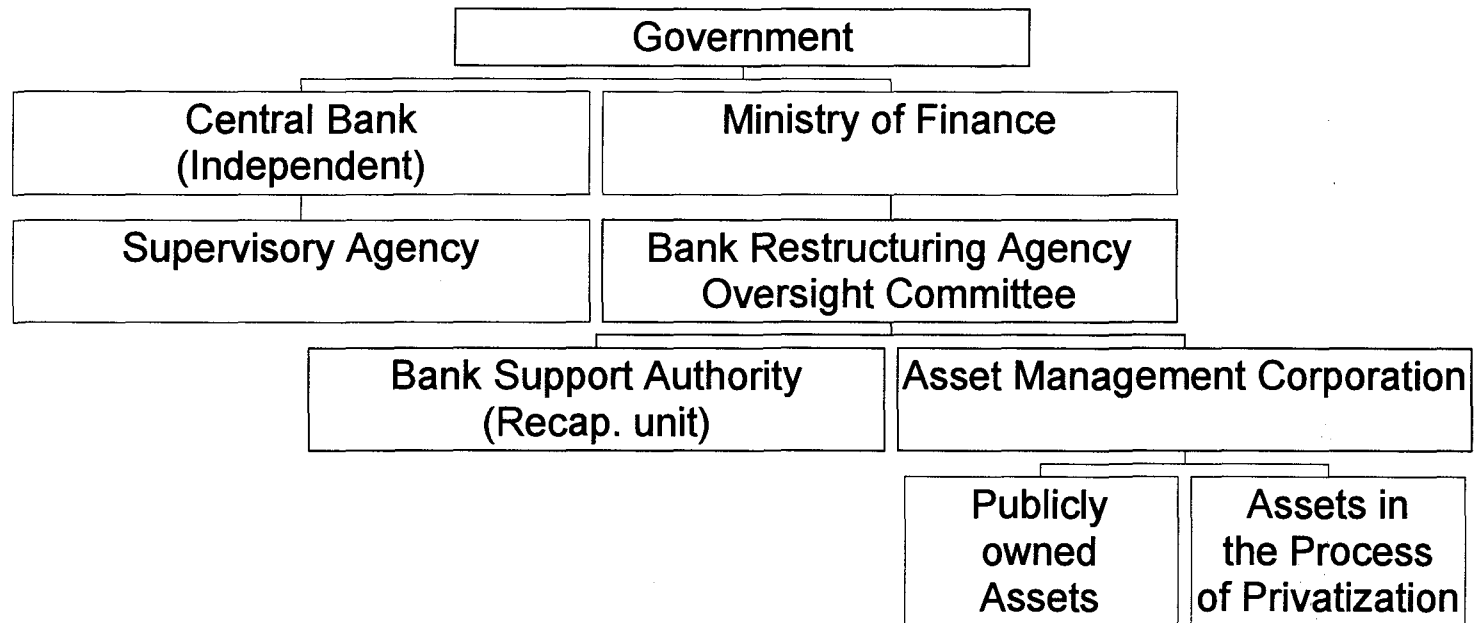 Government
Central Bank
(Independent)
Ministry of Finance
Supervisory Agency
Bank Restructuring Agency
Oversight Committee
Bank Support Authority
(Recap. unit)
Asset Management Corporation
Publicly
owned
Assets
Assets in
the Process
of Privatization